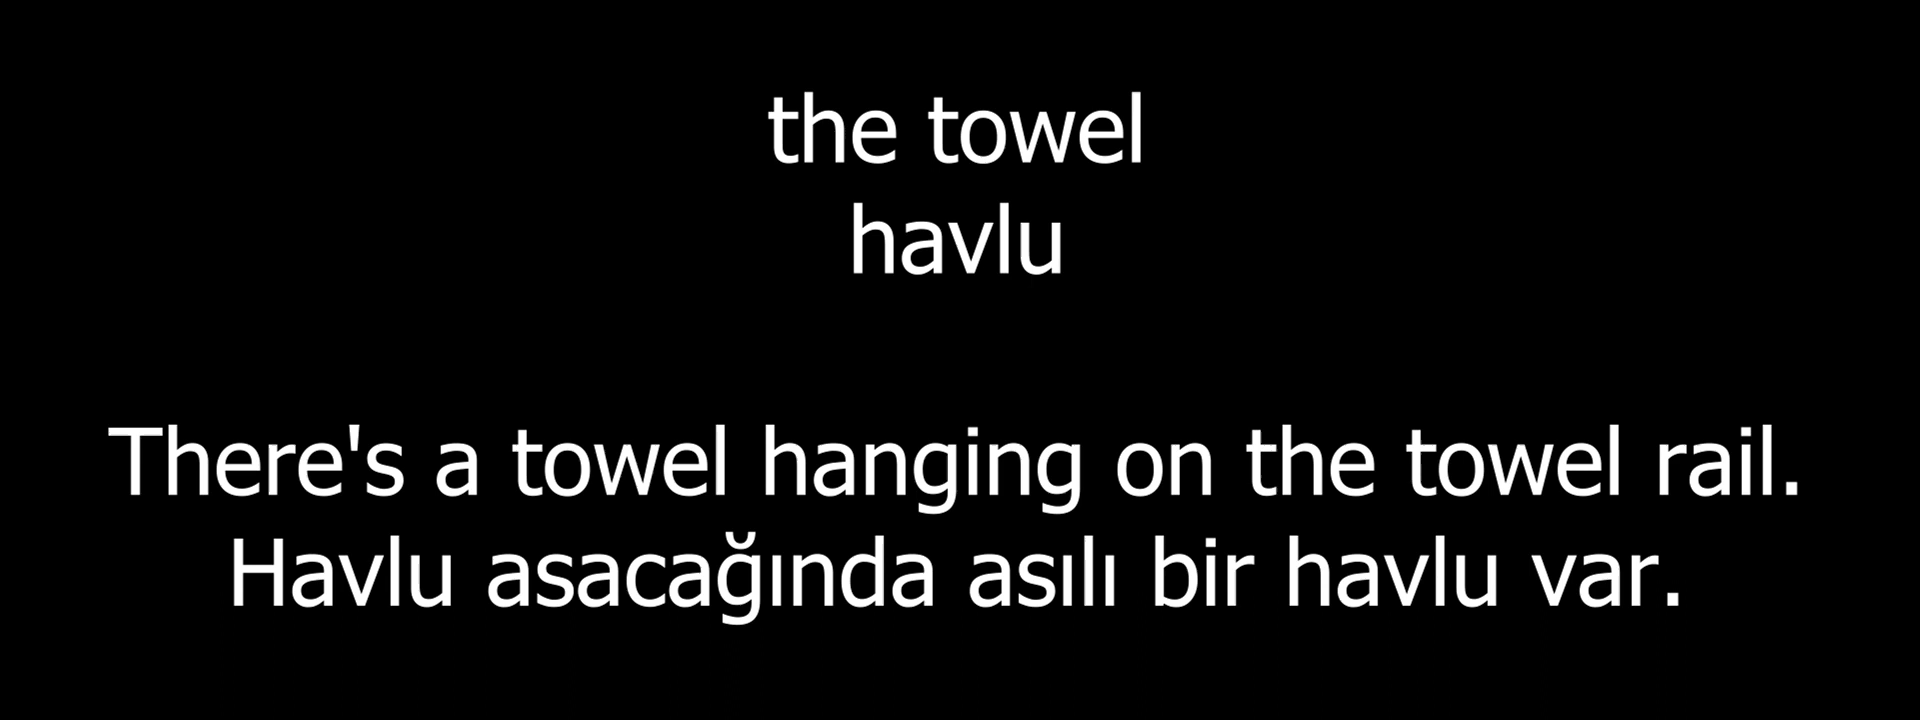 the towel
havlu
There's a towel hanging on the towel rail.
Havlu asacağında asılı bir havlu var.